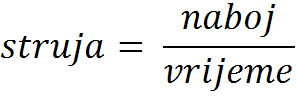 struja = naboj / vrijeme